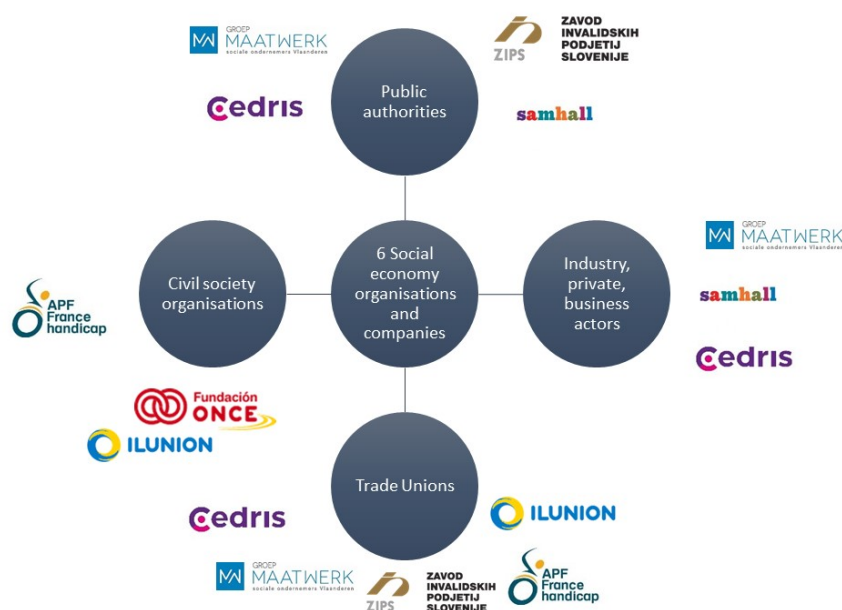 GROEP
MAATWERK
sociale ondernemers Vlaanderen
ZIPS
ZAVOD
INVALIDSKIH
PODJETIJ
SLOVENIJE
Cedris
Public
authorities
samhall
Civil society
organisations
6 Social
economy
organisations
and
companies
Industry,
private,
business
actors
GROEP
MAATWERK
sociale ondernemers Vlaanderen
samhall
Cedris
APF
France
handicap
Fundación
ONCE
ILUNION
Trade Unions
Cedris
ILUNION
GROEP
MAATWERK
sociale ondernemers Vlaanderen
ZIPS
ZAVOD
INVALIDSKIH
PODJETIJ
SLOVENIJE
APF
France
handicap